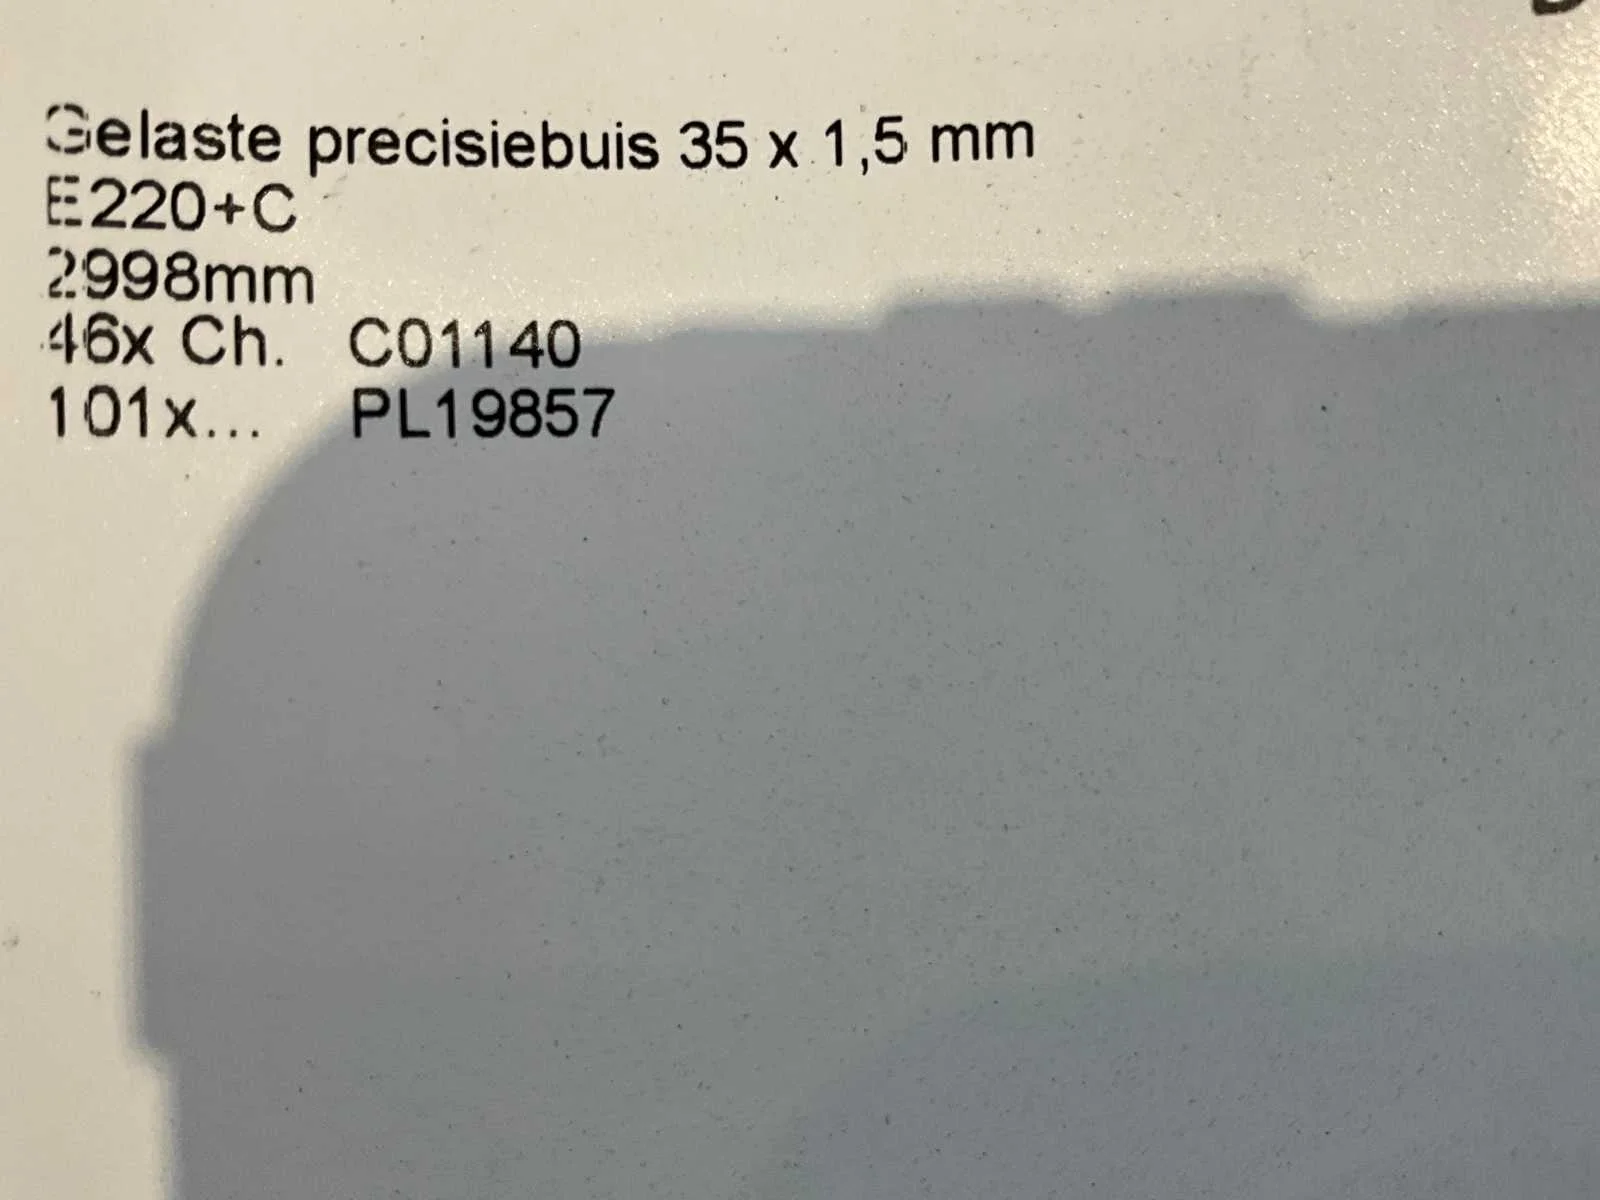 Gelaste precisiebuis 35 x 1,5 mm
E220+C
2998mm
46x Ch. C01140
101x... PL19857